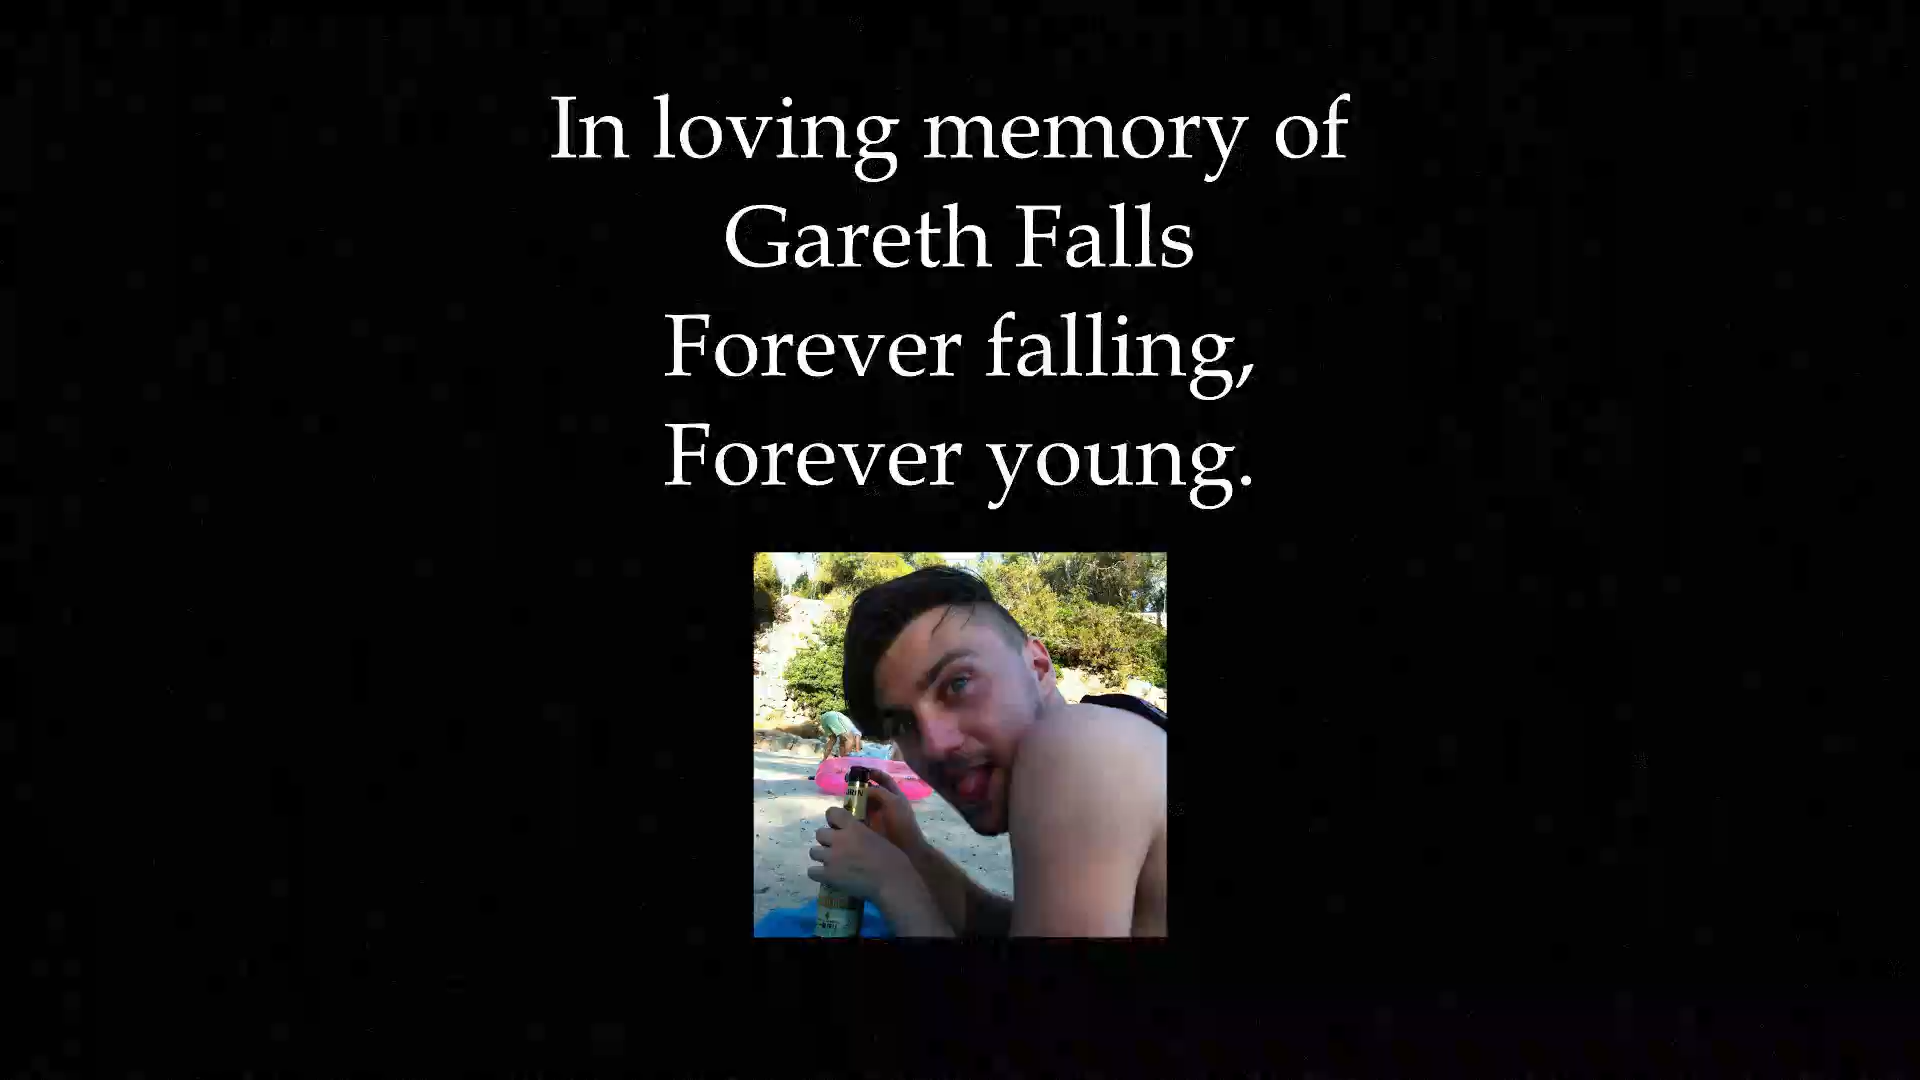 In loving memory of
Gareth Falls
Forever falling,
Forever young.